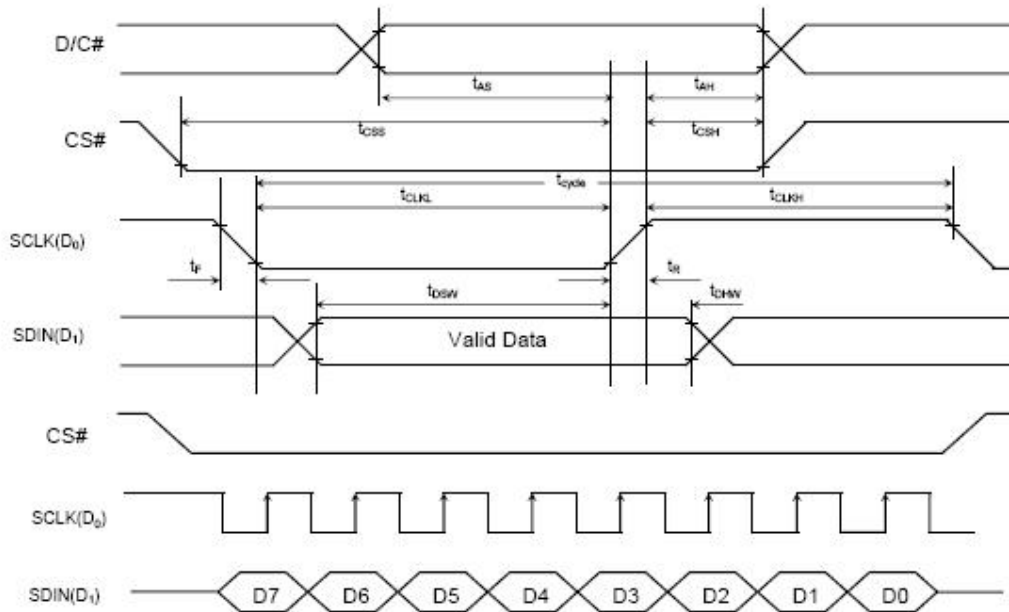 D/C#
tAS
tAH
tCSS
tCSH
CS#
tcycle
tCLKL
tCLKH
SCLK(D0)
tF
tR
tDSW
tDHW
SDIN(D1)
Valid Data
CS#
SCLK(D0)
SDIN(D1)
D7 D6 D5 D4 D3 D2 D1 D0